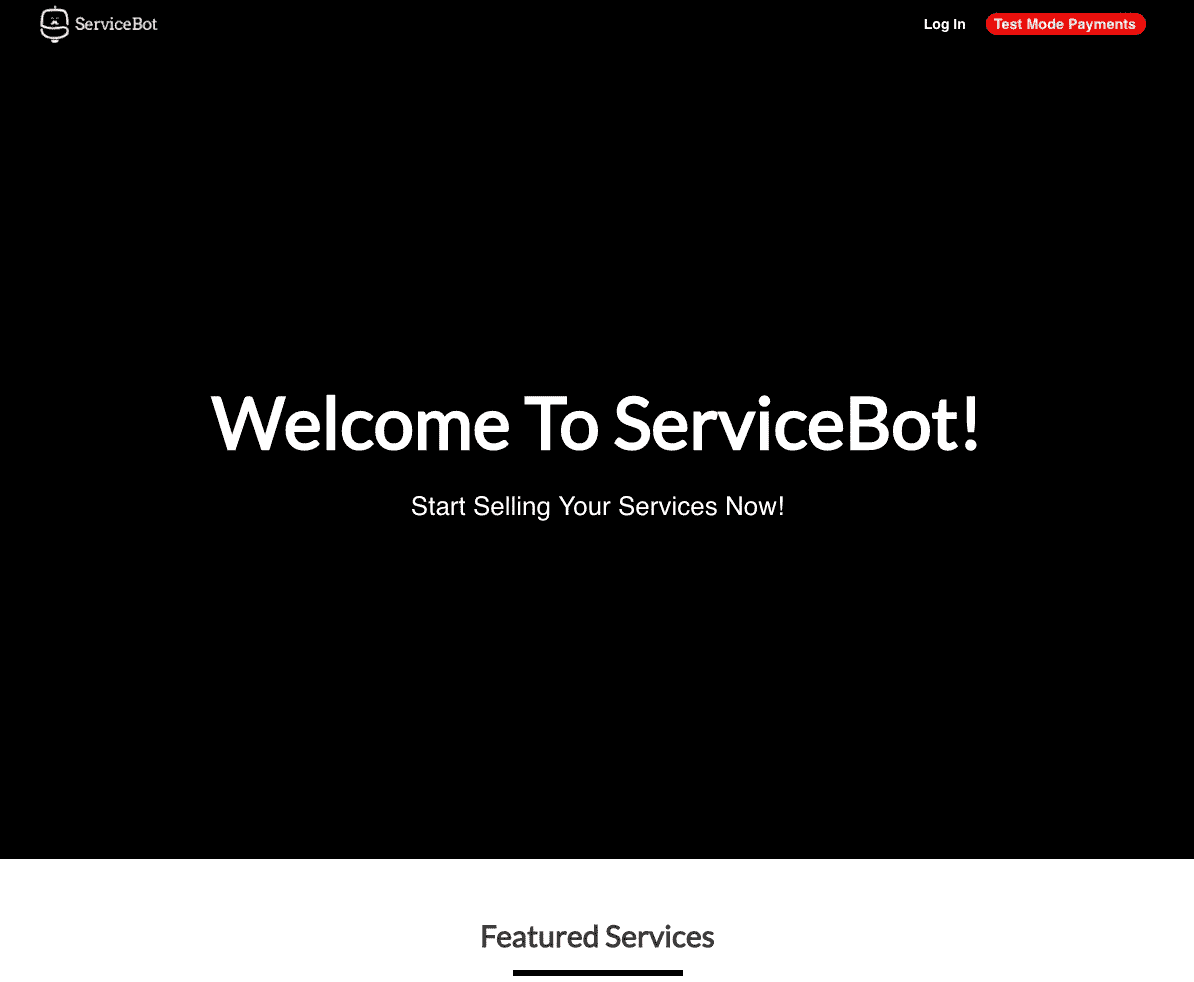 ServiceBot
Log In
Test Mode Payments
Welcome To ServiceBot!
Start Selling Your Services Now!
Featured Services